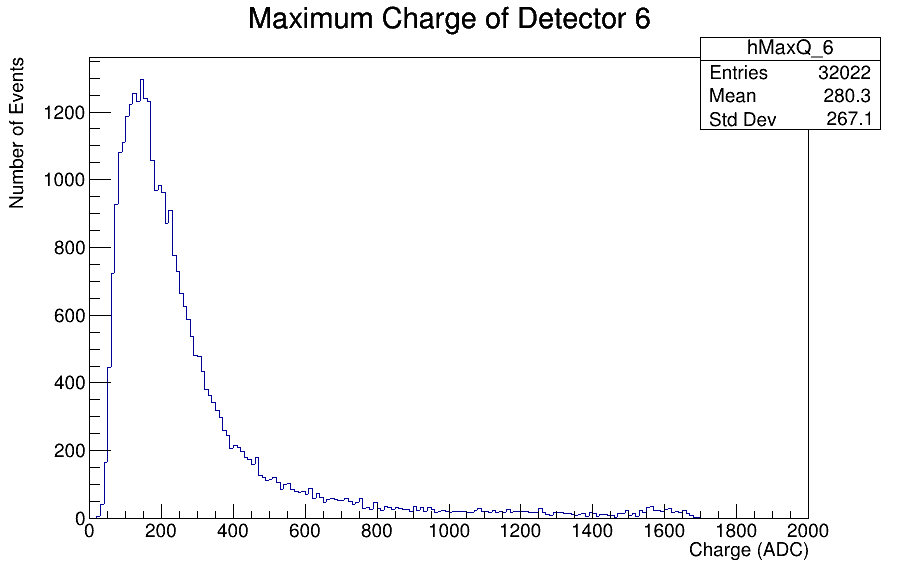 Maximum Charge of Detector 6
hMaxQ_6
Entries 32022
Mean 280.3
Std Dev 267.1
Number of Events
1200
1000
800
600
400
200
0
0 200 400 600 800 1000 1200 1400 1600 1800 2000
Charge (ADC)